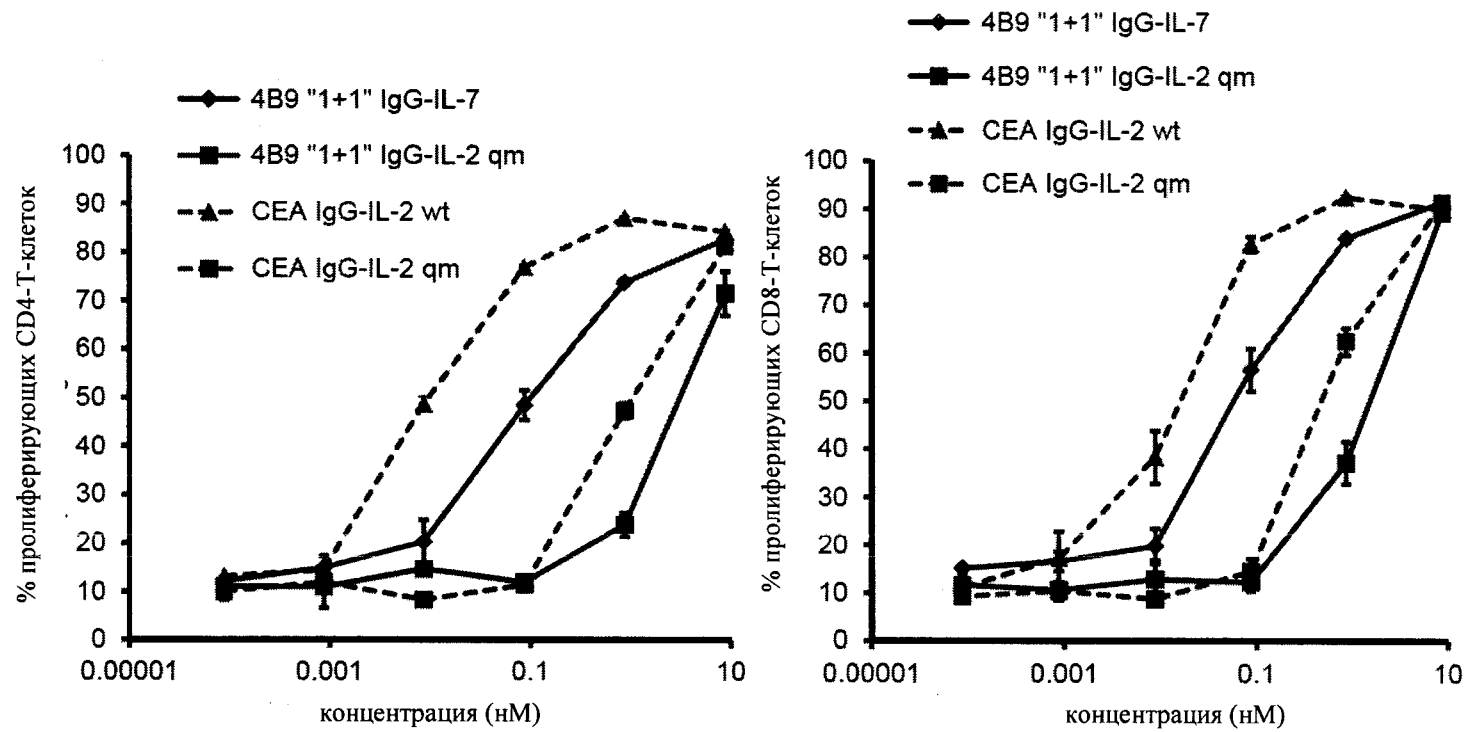 4B9 "1+1" IgG-IL-7
4B9 "1+1" IgG-IL-2 qm
CEA IgG-IL-2 wt
CEA IgG-IL-2 qm
% пролиферирующих CD4-Т-клеток
100
90
80
70
60
50
40
30
20
10
0
0.00001
0.001
0.1
10
концентрация (нМ)
4B9 "1+1" IgG-IL-7
4B9 "1+1" IgG-IL-2 qm
CEA IgG-IL-2 wt
CEA IgG-IL-2 qm
% пролиферирующих CD8-Т-клеток
100
90
80
70
60
50
40
30
20
10
0
0.00001
0.001
0.1
10
концентрация (нМ)